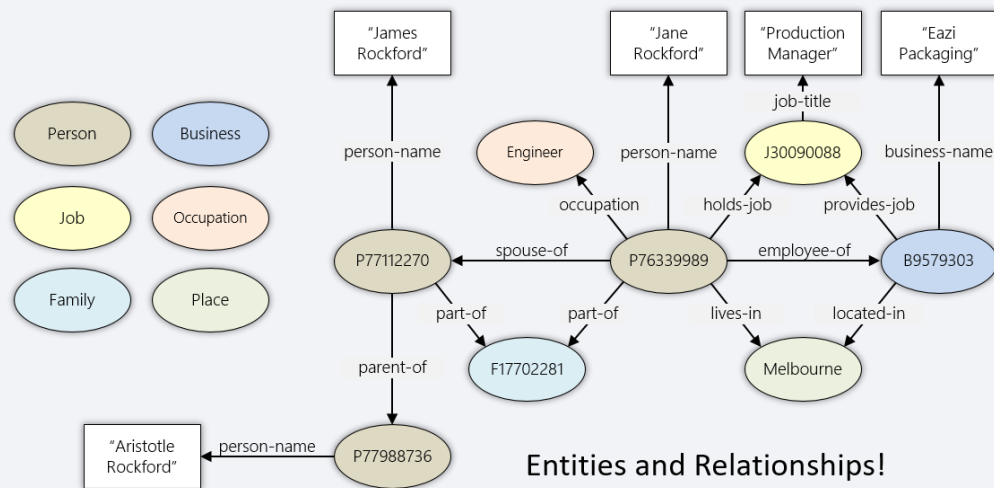 "James
Rockford"
"Jane
Rockford"
"Production
Manager"
"Eazi
Packaging"
job-title
Person
Business
person-name
Engineer
person-name
J30090088
business-name
Job
Occupation
occupation
holds-job
provides-job
P77112270
spouse-of
P76339989
employee-of
B9579303
Family
Place
part-of
part-of
lives-in
located-in
parent-of
F17702281
Melbourne
"Aristotle
Rockford"
person-name
P77988736
Entities and Relationships!